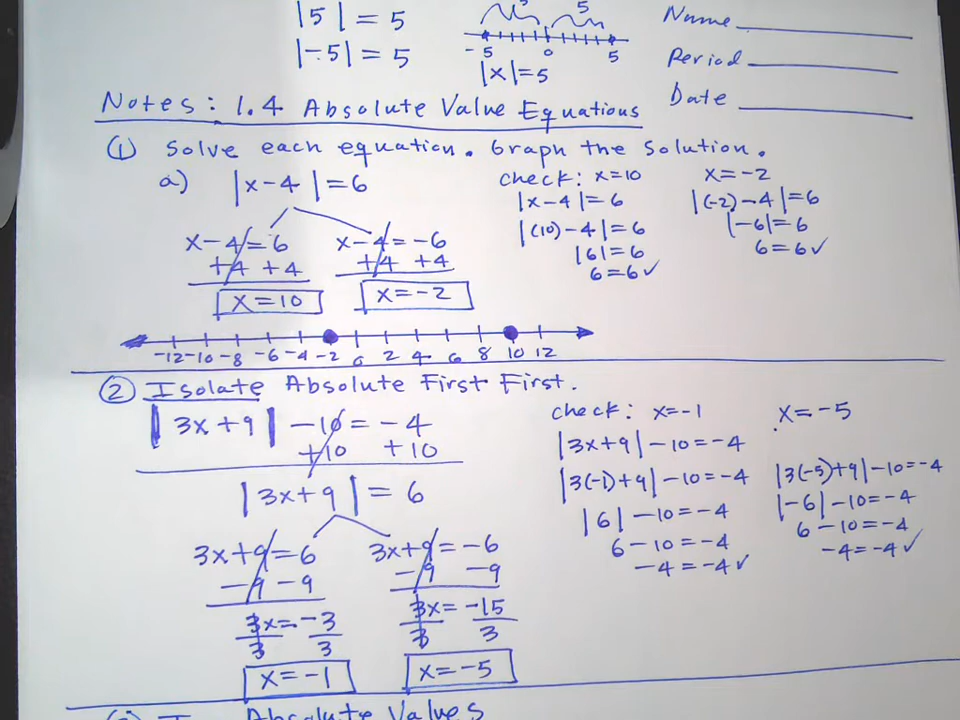 |5| = 5
|-5| = 5
5
-5 0 5
|x|=5
Name
Period
Date
Notes: 1.4 Absolute Value Equations
① Solve each equation. Graph the Solution.
a) |x-4|=6
x-4=6 x-4=-6
+4 +4 +4 +4
x=10 x=-2
check: x=10 x=-2
|x-4|=6 |(-2)-4|=6
|(10)-4|=6 |-6|=6
|6|=6 6=6✓
6=6✓
-12 -10 -8 -6 -4 -2 0 2 4 6 8 10 12
② Isolate Absolute First First.
|3x+9| -10 = -4
+10 +10
|3x+9| = 6
3x+9=6 3x+9=-6
-9 -9 -9 -9
3x=-3 3x=-15
3 3 3 3
x=-1 x=-5
check: x=-1 x=-5
|3x+9|-10=-4
|3(-1)+9|-10=-4 |3(-5)+9|-10=-4
|6|-10=-4 |-6|-10=-4
6-10=-4 6-10=-4
-4=-4✓ -4=-4✓
Absolute Values